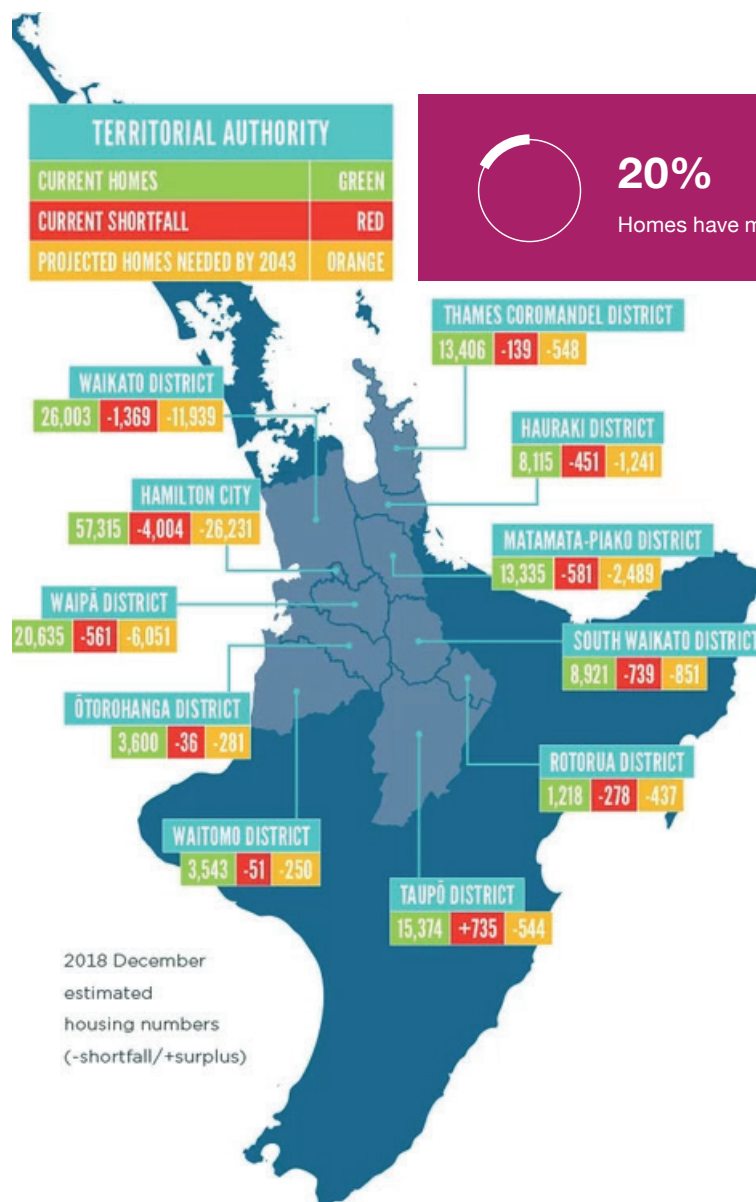 TERRITORIAL AUTHORITY
CURRENT HOMES GREEN
CURRENT SHORTFALL RED
PROJECTED HOMES NEEDED BY 2043 ORANGE
20%
Homes have m
THAMES COROMANDEL DISTRICT
13,406 -139 -548
WAIKATO DISTRICT
26,003 -1,369 -11,939
HAURAKI DISTRICT
8,115 -451 -1,241
HAMILTON CITY
57,315 -4,004 -26,231
MATAMATA-PIAKO DISTRICT
13,335 -581 -2,489
WAIPĀ DISTRICT
20,635 -561 -6,051
SOUTH WAIKATO DISTRICT
8,921 -739 -851
ŌTOROHANGA DISTRICT
3,600 -36 -281
ROTORUA DISTRICT
1,218 -278 -437
WAITOMO DISTRICT
3,543 -51 -250
TAUPŌ DISTRICT
15,374 +735 -544
2018 December
estimated
housing numbers
(-shortfall/+surplus)